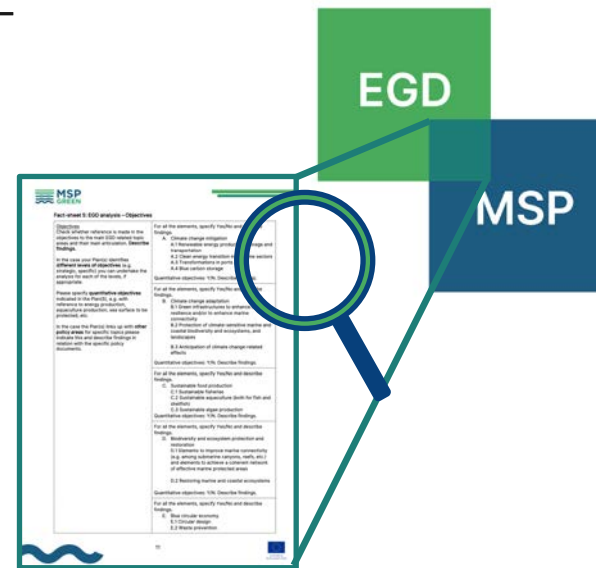 EGD
MSP
MSP
GREEN
Fact-sheet 5: EGD analysis – Objectives
Objectives
Check whether reference is made in the
objectives to the main EGD related topic
areas and their main articulation. Describe
findings.
In the case your Plan(s) identifies
different levels of objectives (e.g.
strategic, specific) you can undertake the
analysis for each of the levels, if
appropriate.
Please specify quantitative objectives
indicated in the Plan(s), e.g. with
reference to energy production,
aquaculture production, sea surface to be
protected, etc.
In the case the Plan(s) links up with other
policy areas for specific topics please
indicate this and describe findings in
relation with the specific policy
documents.
For all the elements, specify Yes/No and describe
findings.
A. Climate change mitigation
A.1 Renewable energy production, storage and
transportation
A.2 Clean energy transition in marine sectors
A.3 Transformations in ports
A.4 Blue carbon storage
Quantitative objectives: Y/N. Describe findings.
For all the elements, specify Yes/No and describe
findings.
B. Climate change adaptation
B.1 Green infrastructures to enhance
resilience and/or to enhance marine
connectivity
B.2 Protection of climate-sensitive marine and
coastal biodiversity and ecosystems, and
landscapes
B.3 Anticipation of climate change-related
effects
Quantitative objectives: Y/N. Describe findings.
For all the elements, specify Yes/No and describe
findings.
C. Sustainable food production
C.1 Sustainable fisheries
C.2 Sustainable aquaculture (both for fish and
shellfish)
C.3 Sustainable algae production
Quantitative objectives: Y/N. Describe findings.
For all the elements, specify Yes/No and describe
findings.
D. Biodiversity and ecosystem protection and
restoration
D.1 Elements to improve marine connectivity
(e.g. among submarine canyons, reefs, etc.)
and elements to achieve a coherent network
of effective marine protected areas)
D.2 Restoring marine and coastal ecosystems
Quantitative objectives: Y/N. Describe findings.
For all the elements, specify Yes/No and describe
findings.
E. Blue circular economy
E.1 Circular design
E.2 Waste prevention